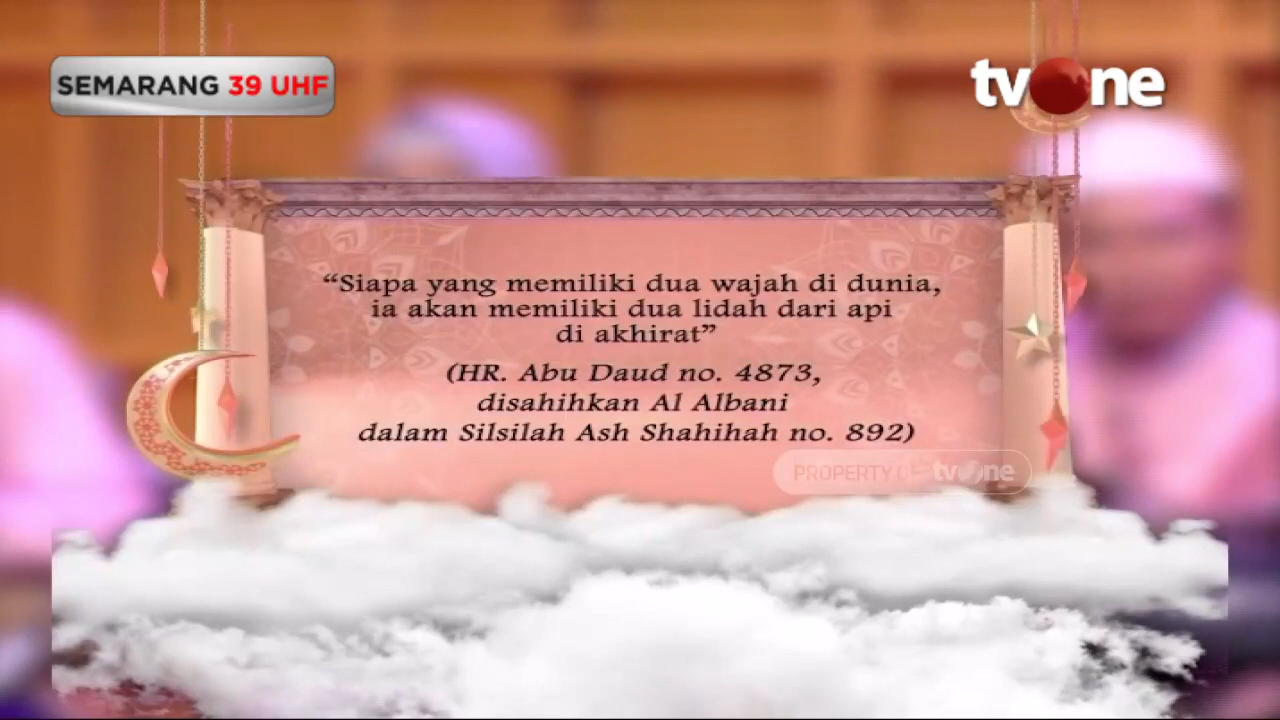 SEMARANG 39 UHF
tvOne
“Siapa yang memiliki dua wajah di dunia,
ia akan memiliki dua lidah dari api
di akhirat”
(HR. Abu Daud no. 4873,
disahihkan Al Albani
dalam Silsilah Ash Shahihah no. 892)
PROPERTY OF tvOne